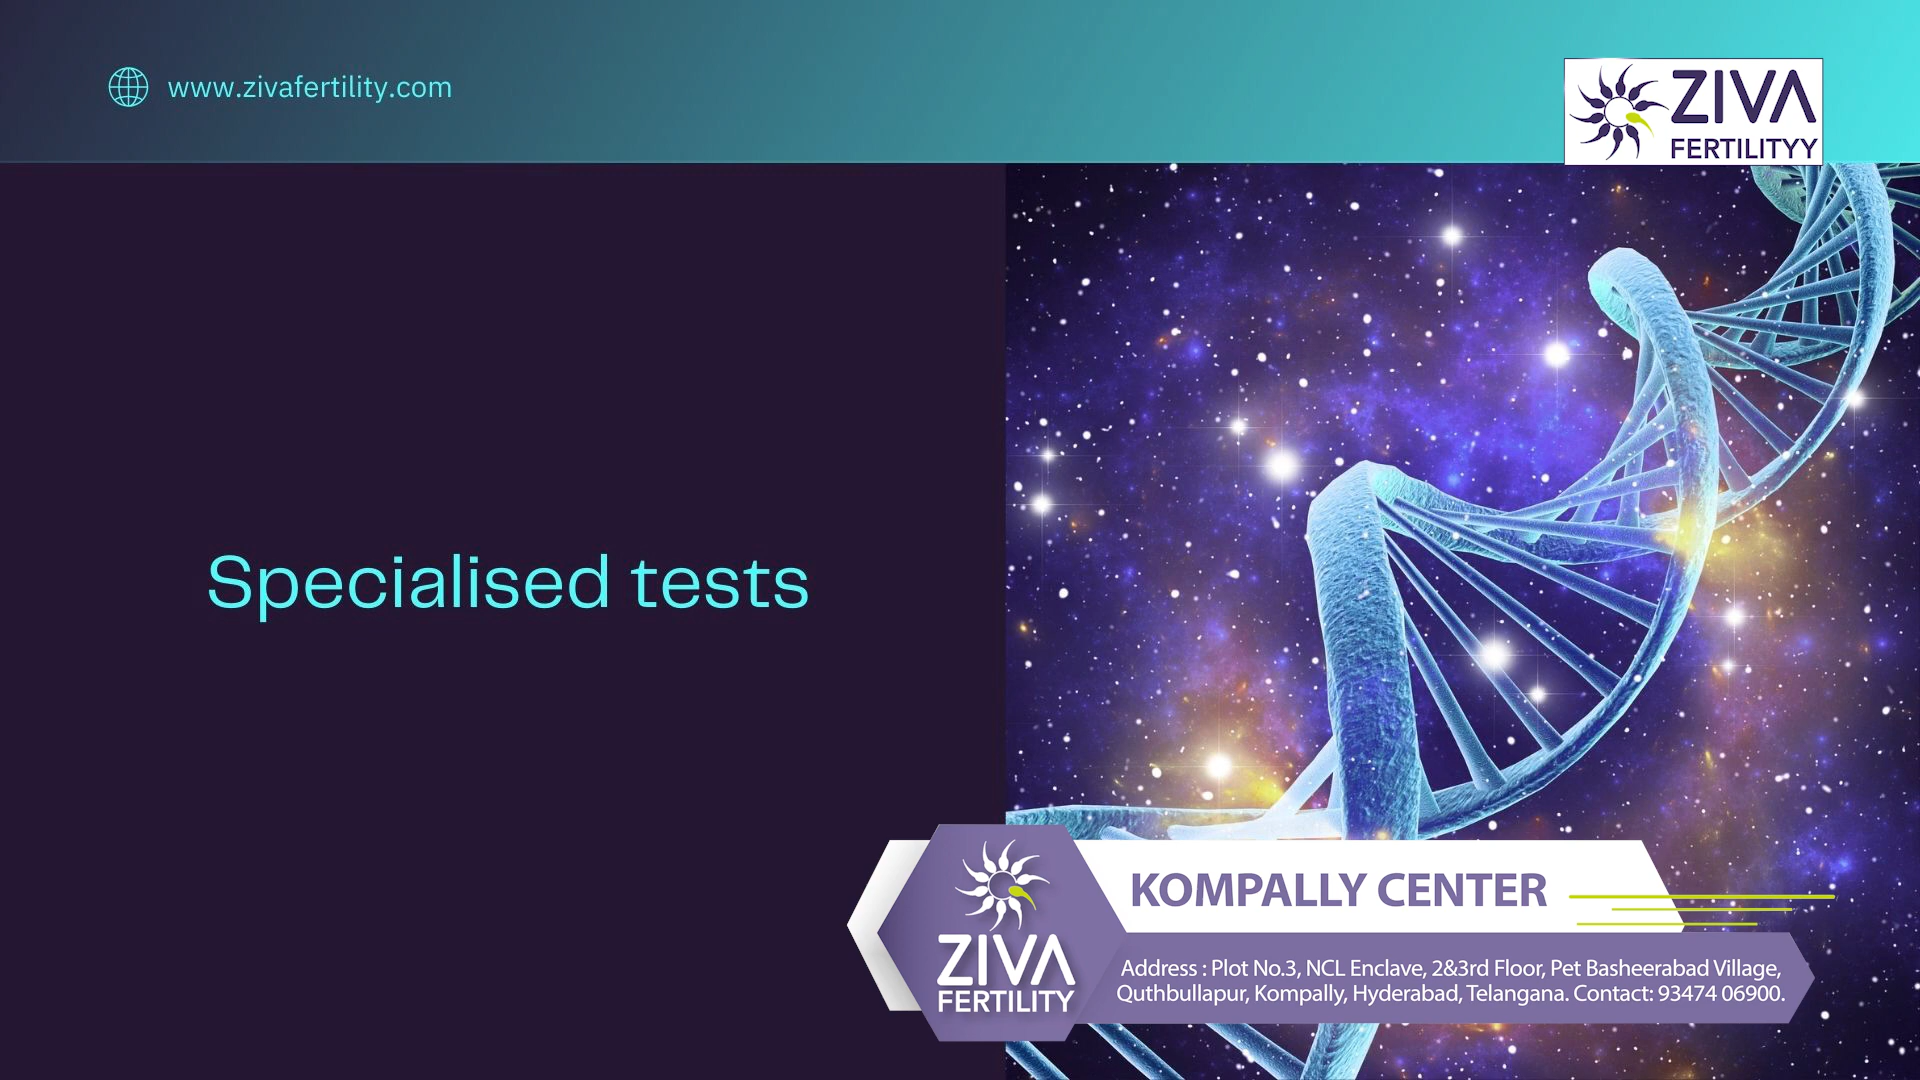 www.zivafertility.com
ZIVA
FERTILITYY
Specialised tests
ZIVA
FERTILITY
KOMPALLY CENTER
Address : Plot No.3, NCL Enclave, 2&3rd Floor, Pet Basheerabad Village,
Quthbullapur, Kompally, Hyderabad, Telangana. Contact: 93474 06900.